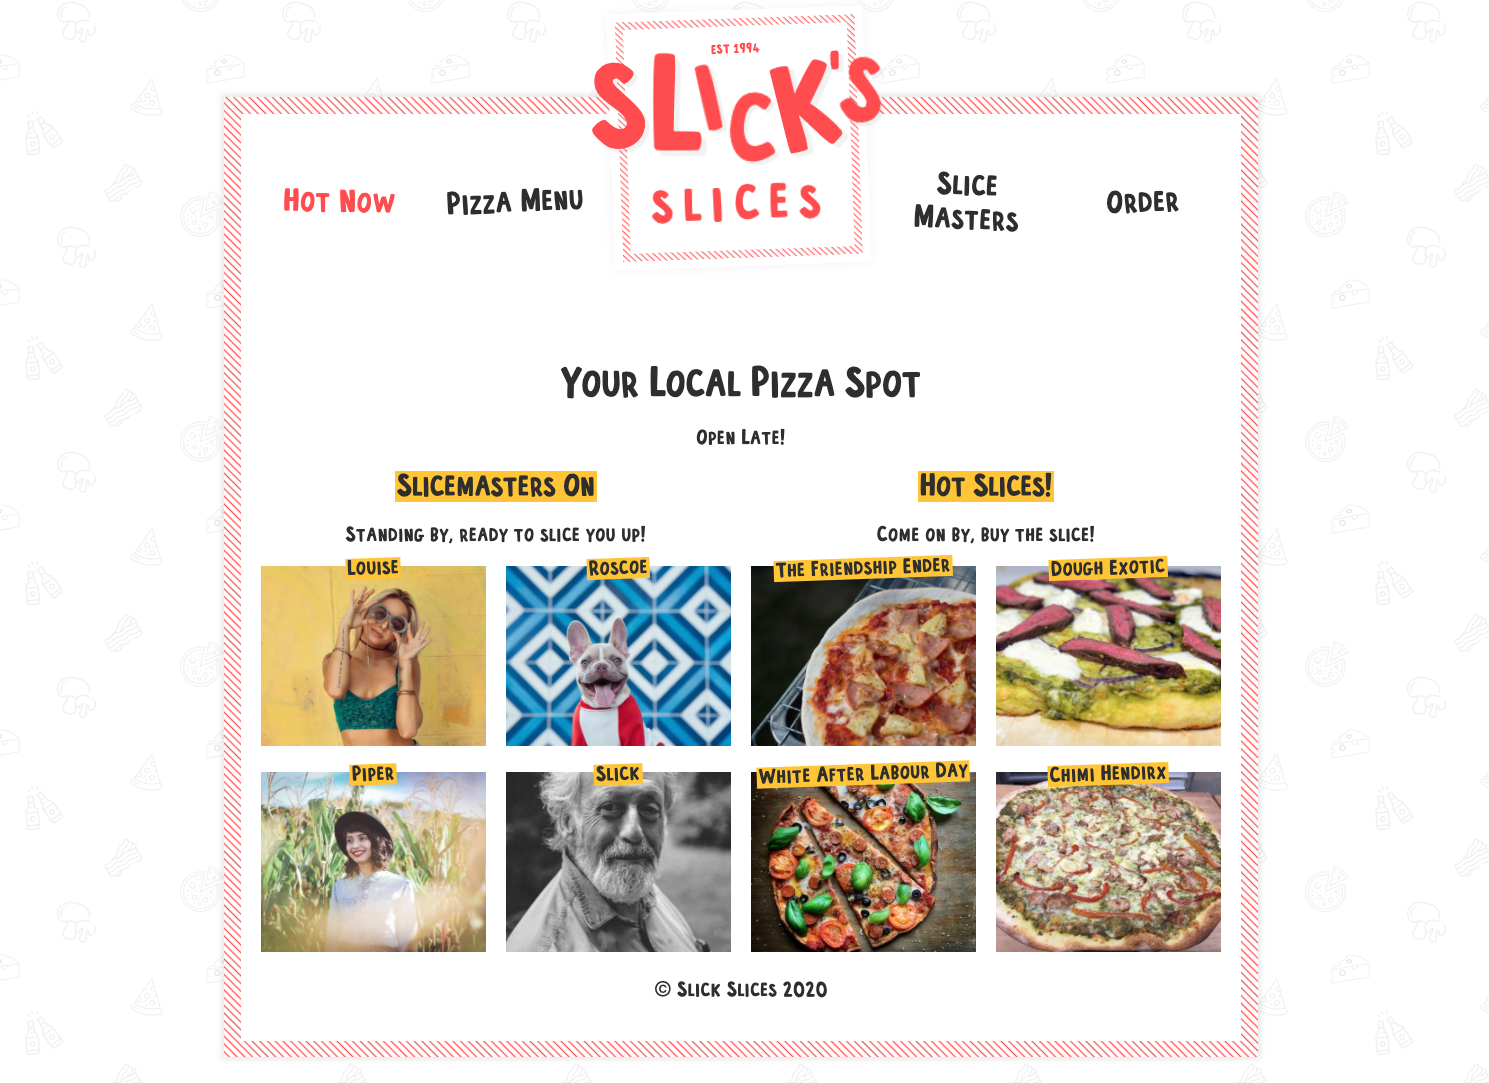 EST 1994
SLICK'S
SLICES
Hot Now
Pizza Menu
Slice
Masters
Order
Your Local Pizza Spot
Open Late!
Slicemasters On
Standing by, ready to slice you up!
Louise
Roscoe
Piper
Slick
Hot Slices!
Come on by, buy the slice!
The Friendship Ender
Dough Exotic
White After Labour Day
Chimi Hendirx
© Slick Slices 2020